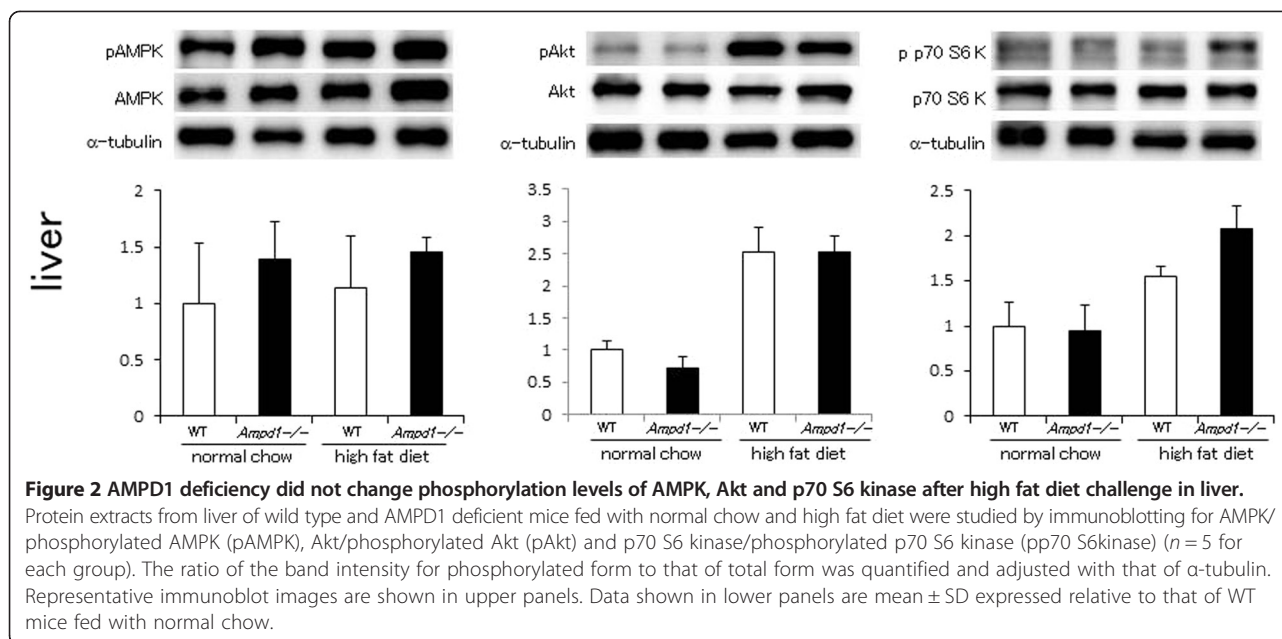 pAMPK
AMPK
α-tubulin
pAkt
Akt
α-tubulin
p p70 S6 K
p70 S6 K
α-tubulin
liver
2
1.5
1
0.5
0
WT Ampd1−/− WT Ampd1−/−
normal chow high fat diet
3.5
3
2.5
2
1.5
1
0.5
0
WT Ampd1−/− WT Ampd1−/−
normal chow high fat diet
2.5
2
1.5
1
0.5
0
WT Ampd1−/− WT Ampd1−/−
normal chow high fat diet
Figure 2 AMPD1 deficiency did not change phosphorylation levels of AMPK, Akt and p70 S6 kinase after high fat diet challenge in liver.
Protein extracts from liver of wild type and AMPD1 deficient mice fed with normal chow and high fat diet were studied by immunoblotting for AMPK/
phosphorylated AMPK (pAMPK), Akt/phosphorylated Akt (pAkt) and p70 S6 kinase/phosphorylated p70 S6 kinase (pp70 S6kinase) (n = 5 for
each group). The ratio of the band intensity for phosphorylated form to that of total form was quantified and adjusted with that of α-tubulin.
Representative immunoblot images are shown in upper panels. Data shown in lower panels are mean ± SD expressed relative to that of WT
mice fed with normal chow.